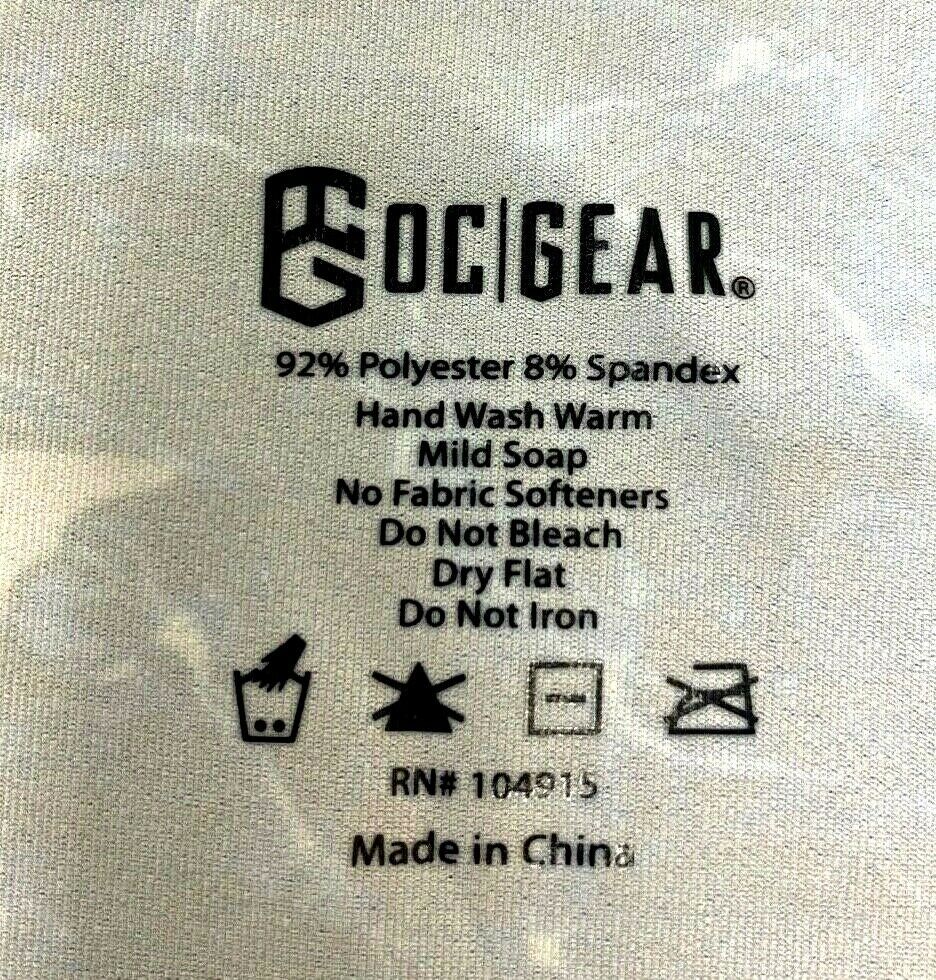 OC|GEAR®
92% Polyester 8% Spandex
Hand Wash Warm
Mild Soap
No Fabric Softeners
Do Not Bleach
Dry Flat
Do Not Iron
RN# 104915
Made in China